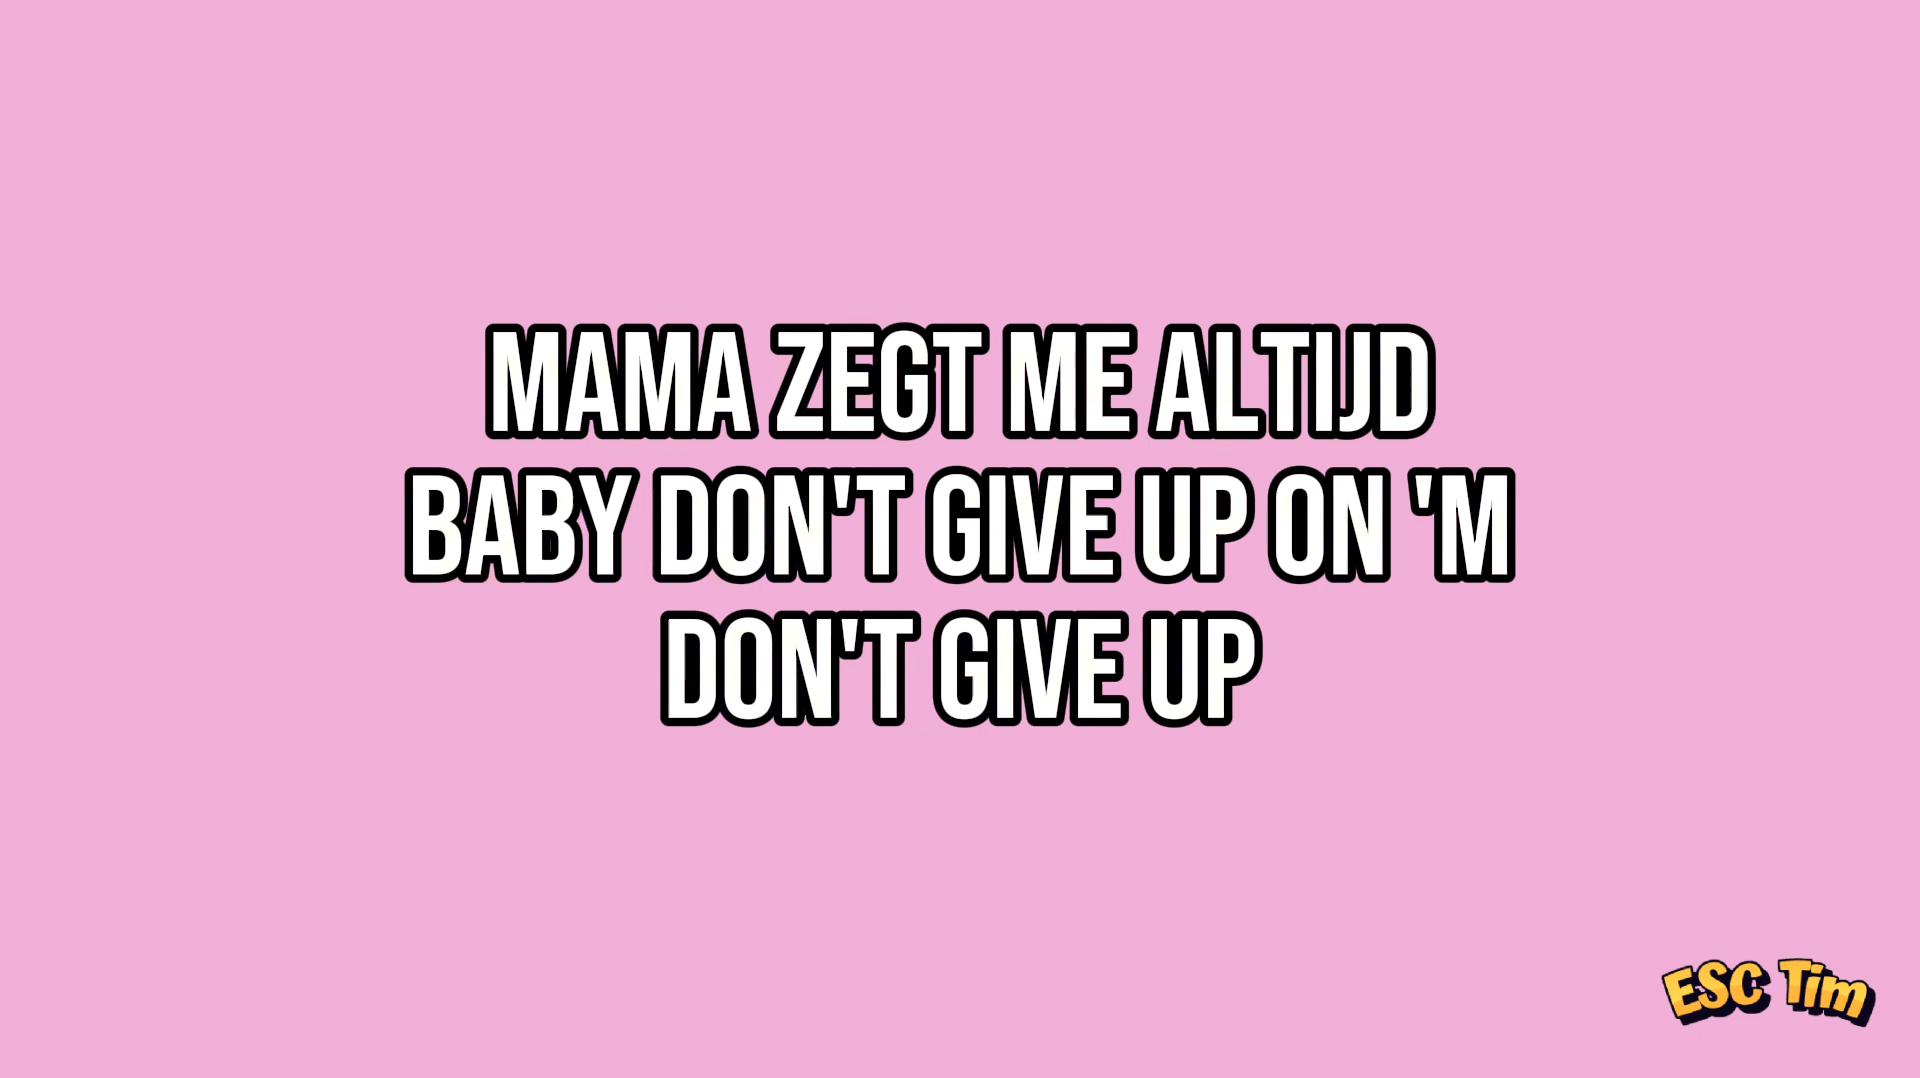 MAMA ZEGT ME ALTIJD
BABY DON'T GIVE UP ON 'M
DON'T GIVE UP
ESC Tim